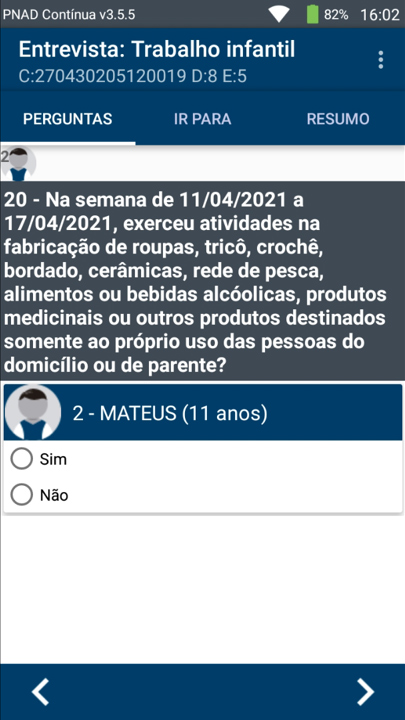 PNAD Contínua v3.5.5
82%
16:02
Entrevista: Trabalho infantil
C:270430205120019 D:8 E:5
PERGUNTAS
IR PARA
RESUMO
2
20 - Na semana de 11/04/2021 a
17/04/2021, exerceu atividades na
fabricação de roupas, tricô, crochê,
bordado, cerâmicas, rede de pesca,
alimentos ou bebidas alcóolicas, produtos
medicinais ou outros produtos destinados
somente ao próprio uso das pessoas do
domicílio ou de parente?
2 - MATEUS (11 anos)
Sim
Não